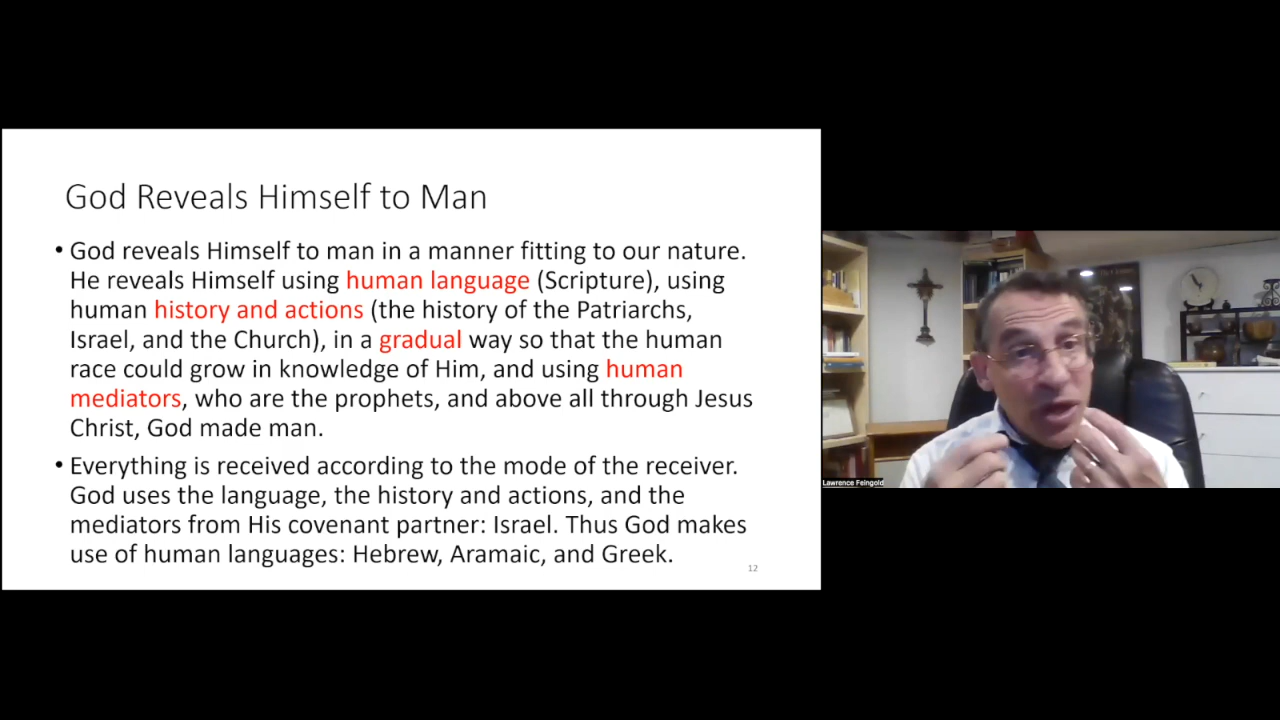 God Reveals Himself to Man
• God reveals Himself to man in a manner fitting to our nature.
He reveals Himself using human language (Scripture), using
human history and actions (the history of the Patriarchs,
Israel, and the Church), in a gradual way so that the human
race could grow in knowledge of Him, and using human
mediators, who are the prophets, and above all through Jesus
Christ, God made man.
• Everything is received according to the mode of the receiver.
God uses the language, the history and actions, and the
mediators from His covenant partner: Israel. Thus God makes
use of human languages: Hebrew, Aramaic, and Greek.
12
Lawrence Feingold